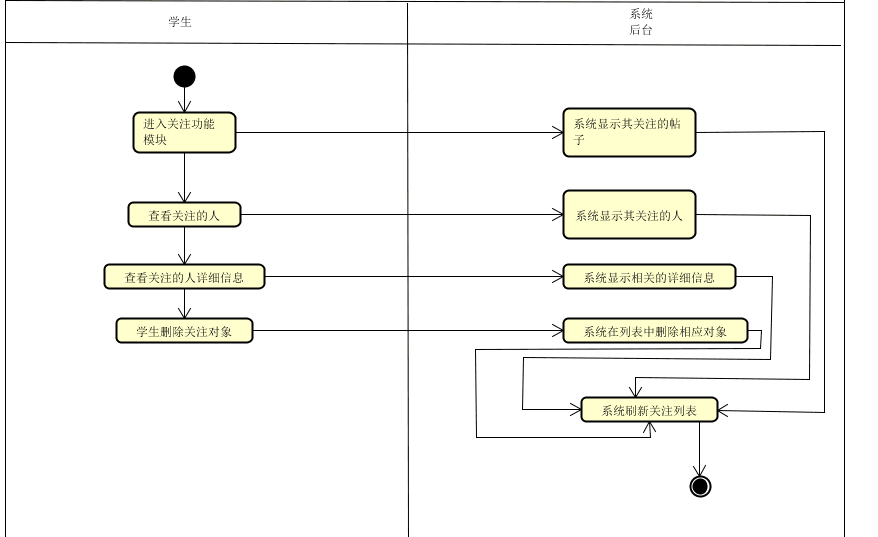 学生
系统
后台
进入关注功能
模块
系统显示其关注的帖
子
查看关注的人
系统显示其关注的人
查看关注的人详细信息
系统显示相关的详细信息
学生删除关注对象
系统在列表中删除相应对象
系统刷新关注列表